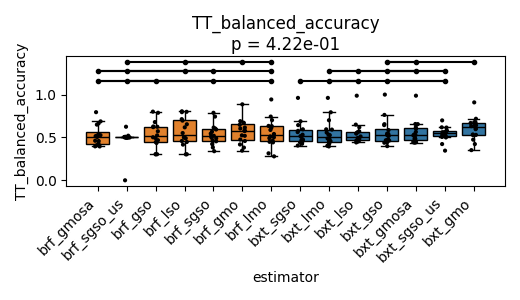 TT_balanced_accuracy
p = 4.22e-01
TT_balanced_accuracy
1.0
0.5
0.0
brf_gmosa
brf_sgso_us
brf_gso
brf_lso
brf_sgso
brf_gmo
brf_lmo
bxt_sgso
bxt_lmo
bxt_lso
bxt_gso
bxt_gmosa
bxt_sgso_us
bxt_gmo
estimator